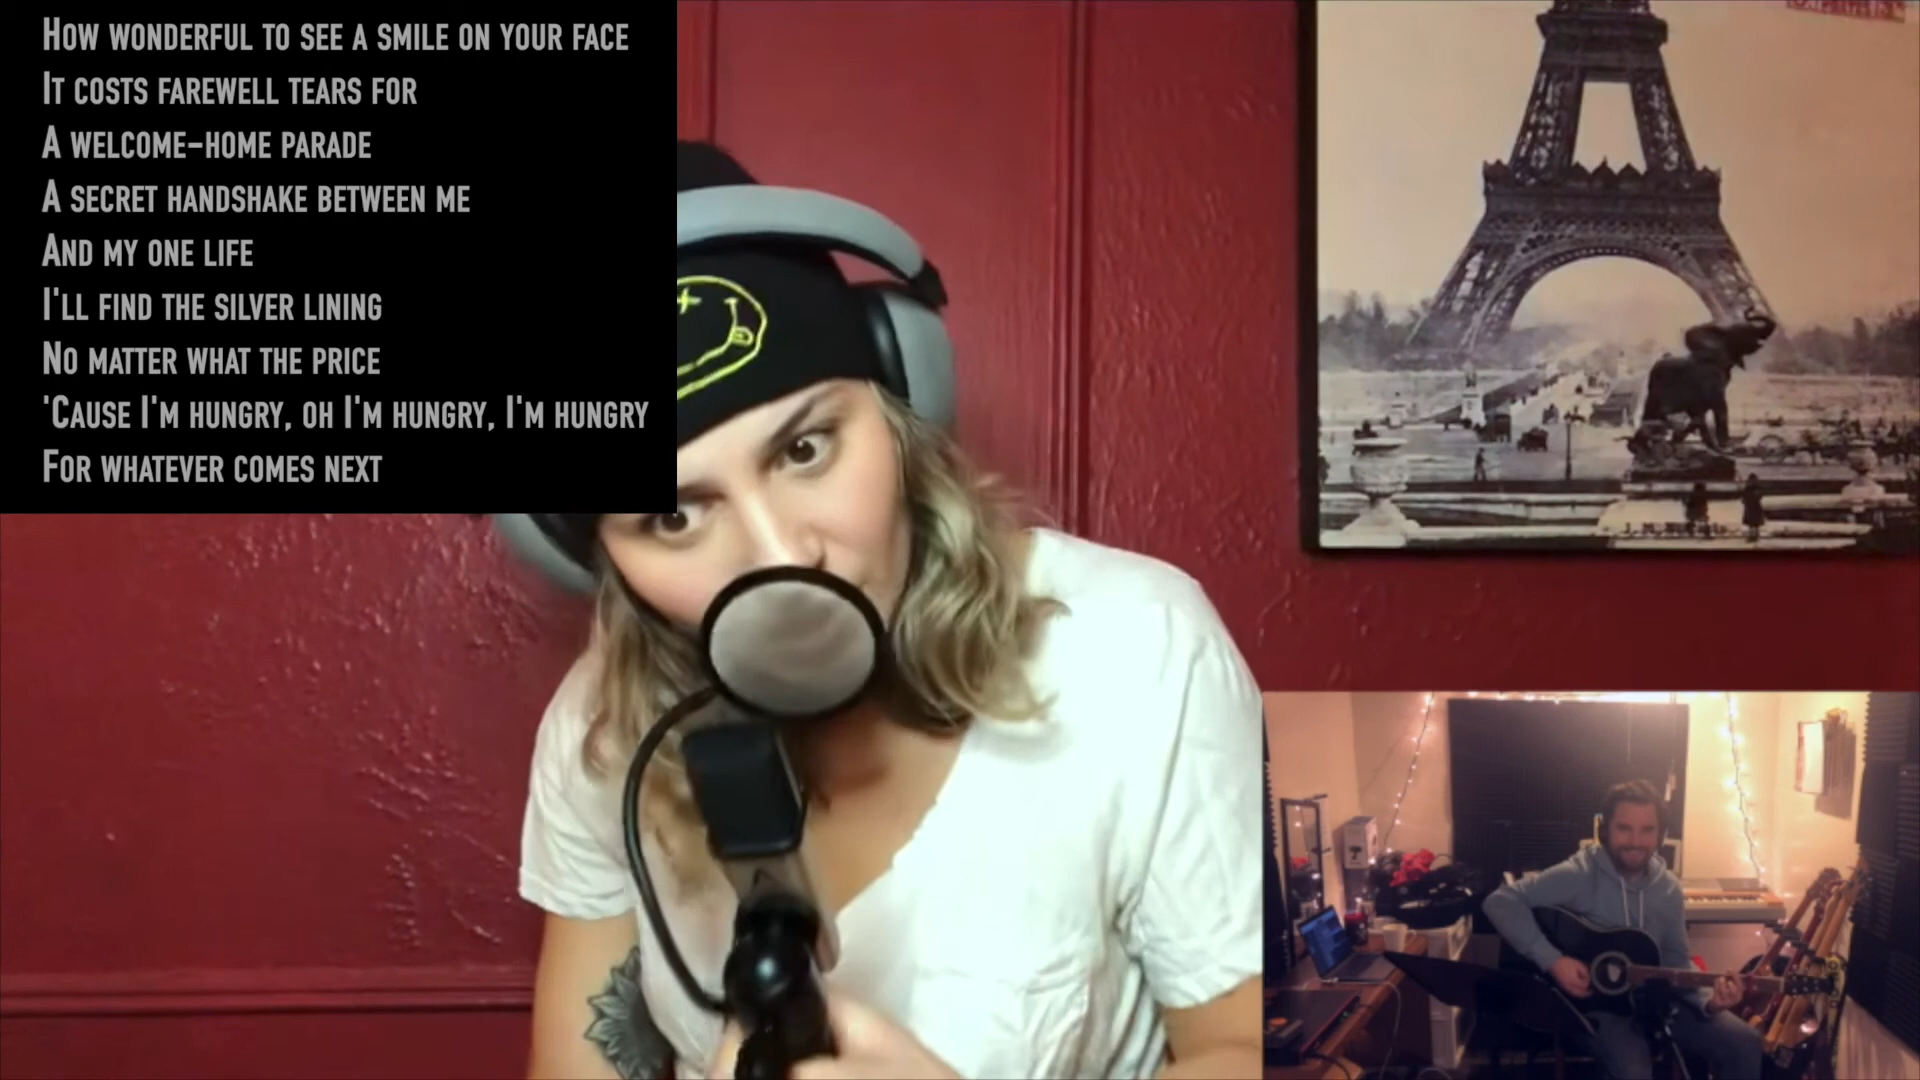 How wonderful to see a smile on your face
It costs farewell tears for
A welcome-home parade
A secret handshake between me
And my one life
I'll find the silver lining
No matter what the price
'Cause I'm hungry, oh I'm hungry, I'm hungry
For whatever comes next